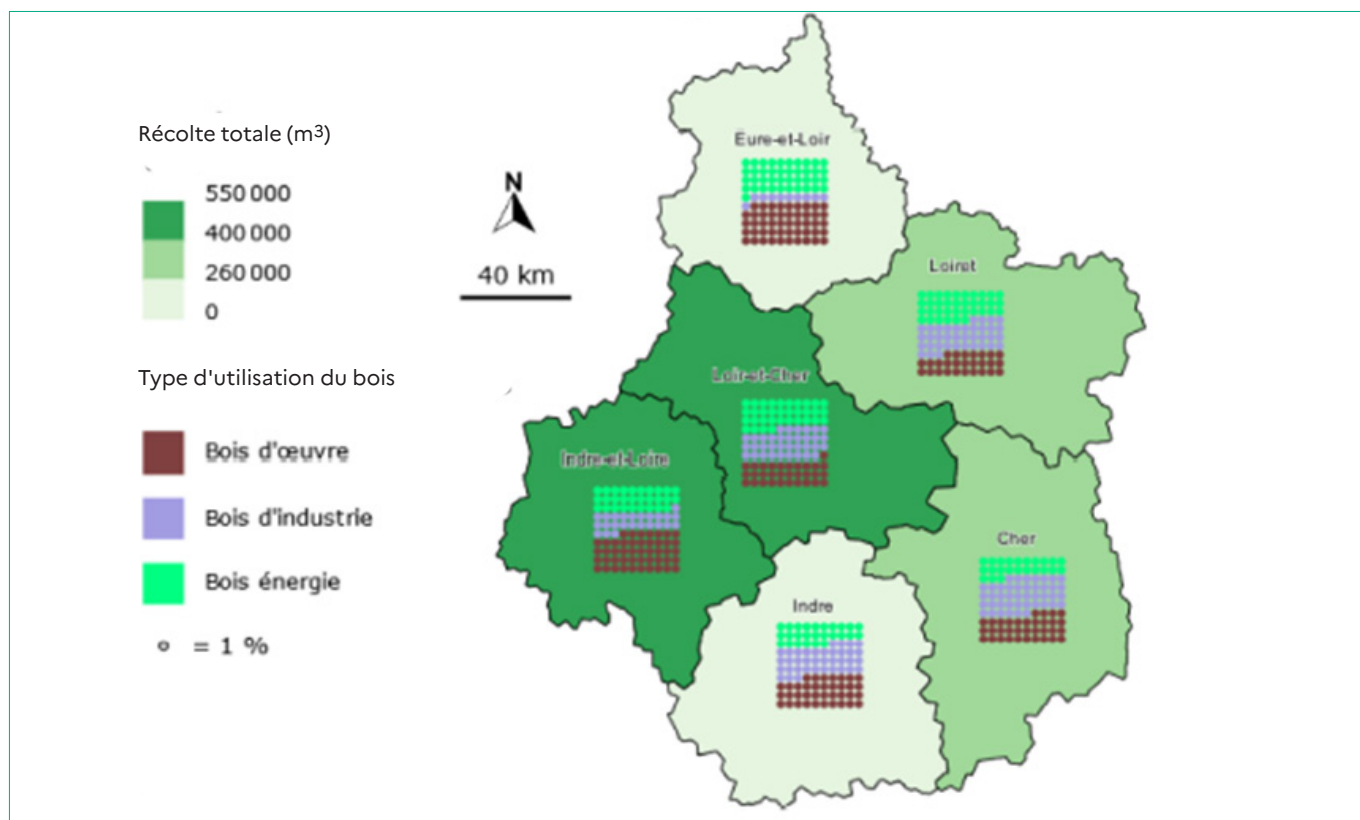 Récolte totale (m³)
550 000
400 000
260 000
0
Type d'utilisation du bois
Bois d'œuvre
Bois d'industrie
Bois énergie
= 1 %
N
40 km
Eure-et-Loir
Loiret
Loir-et-Cher
Indre-et-Loire
Cher
Indre